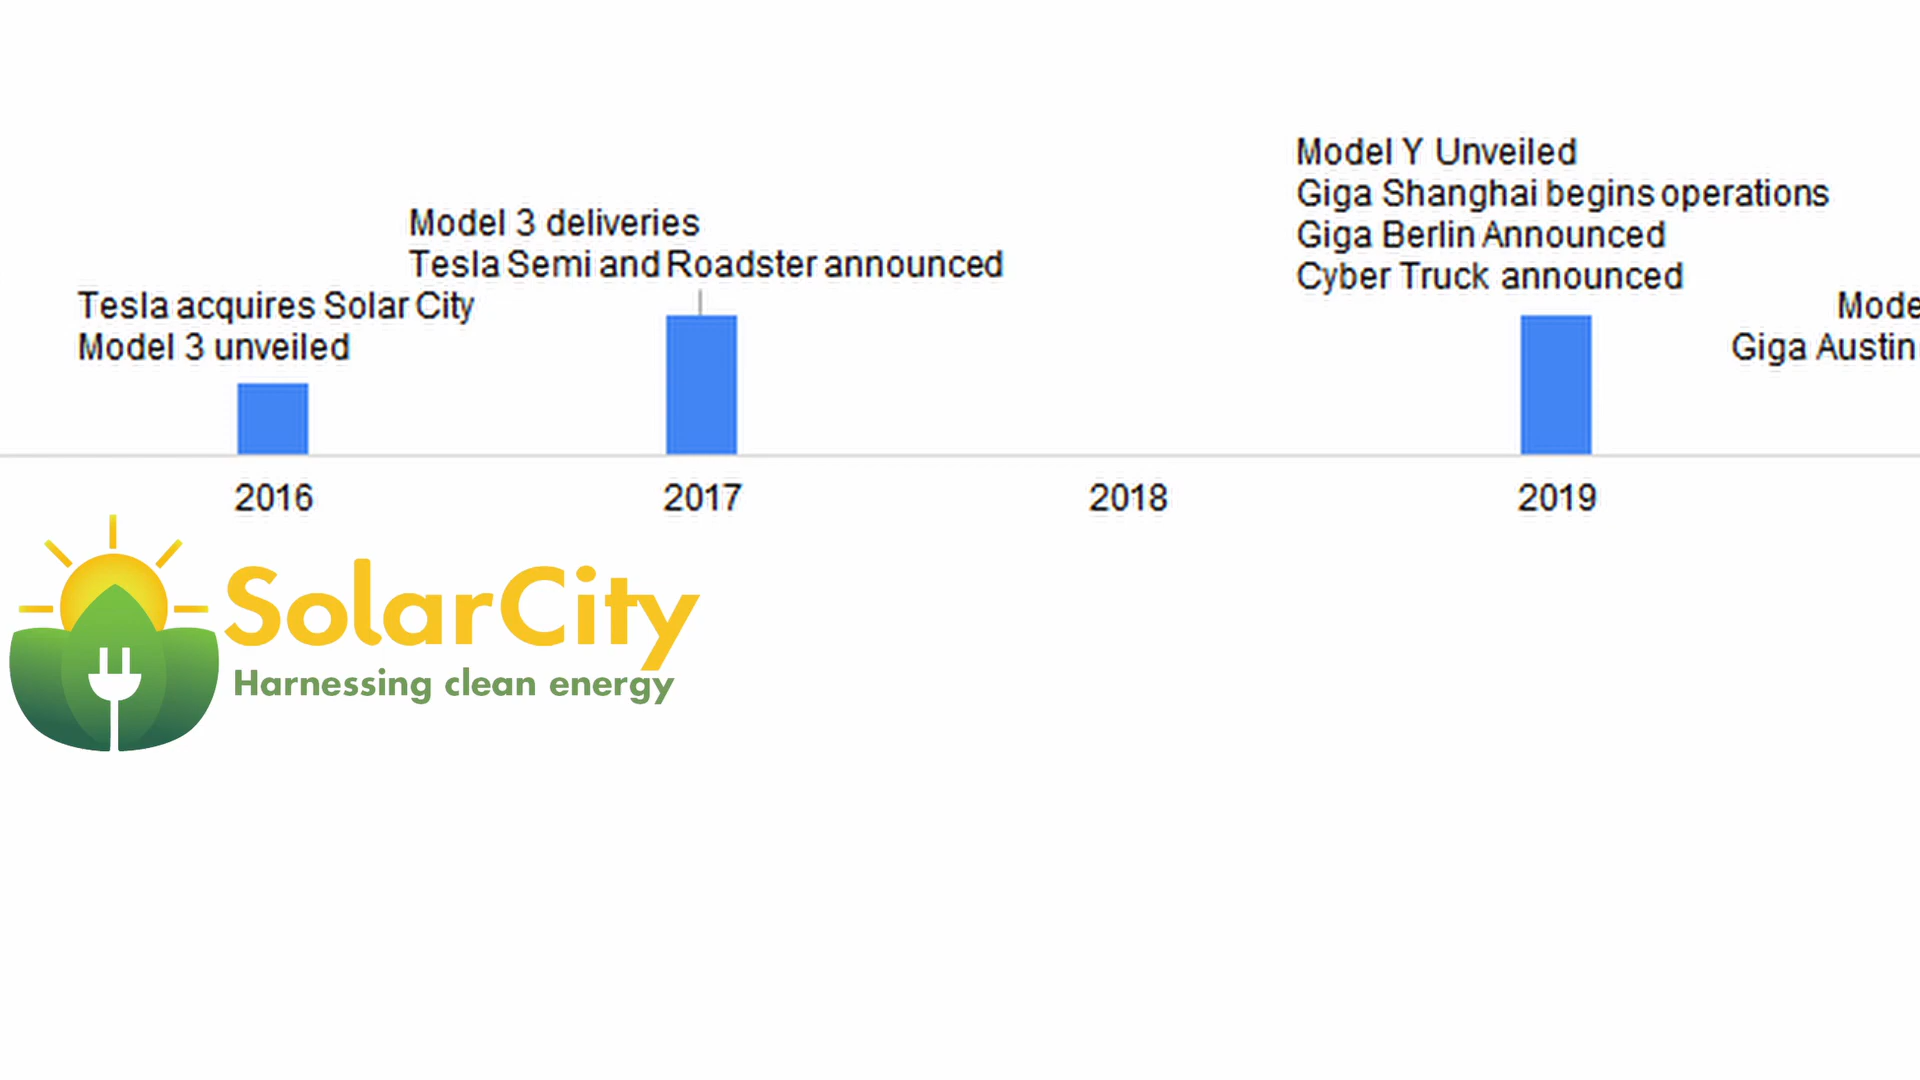 Model Y Unveiled
Giga Shanghai begins operations
Giga Berlin Announced
Cyber Truck announced
Model 3 deliveries
Tesla Semi and Roadster announced
Tesla acquires Solar City
Model 3 unveiled
Giga Austin
2016
2017
2018
2019
SolarCity
Harnessing clean energy